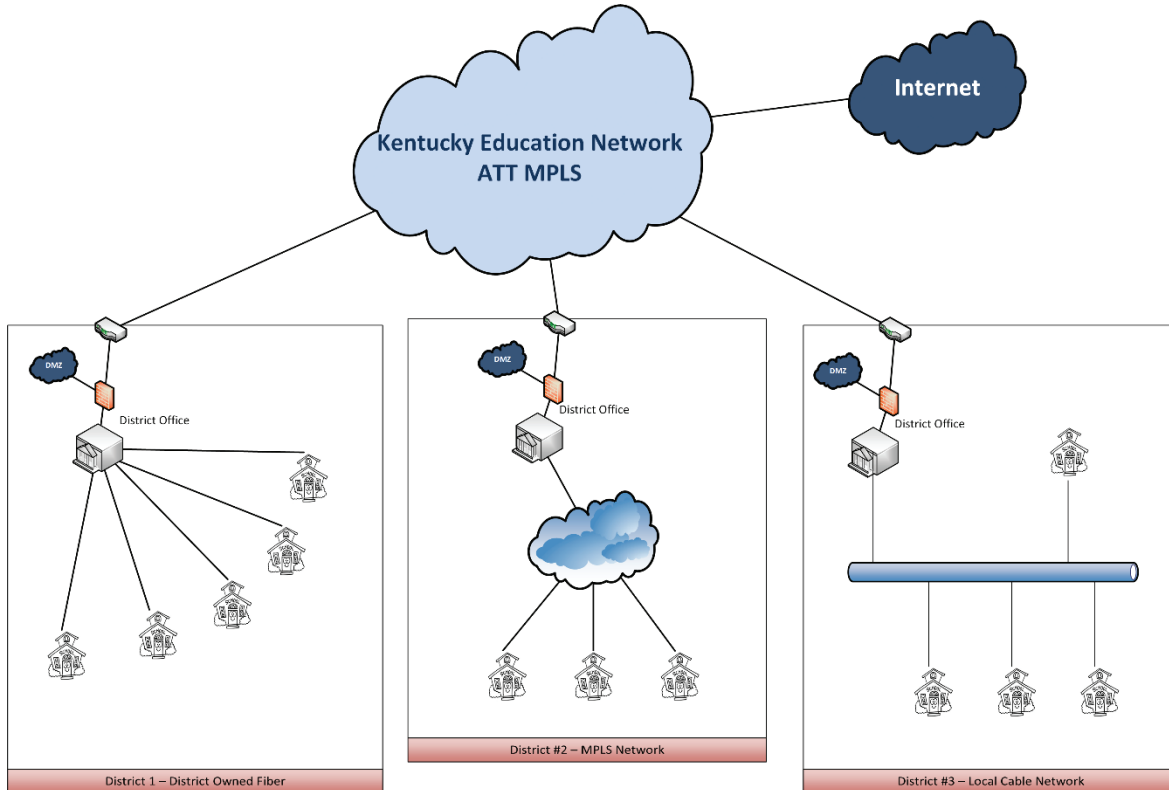 Kentucky Education Network
ATT MPLS
Internet
DMZ
District Office
District 1 – District Owned Fiber
DMZ
District Office
District #2 – MPLS Network
DMZ
District Office
District #3 – Local Cable Network